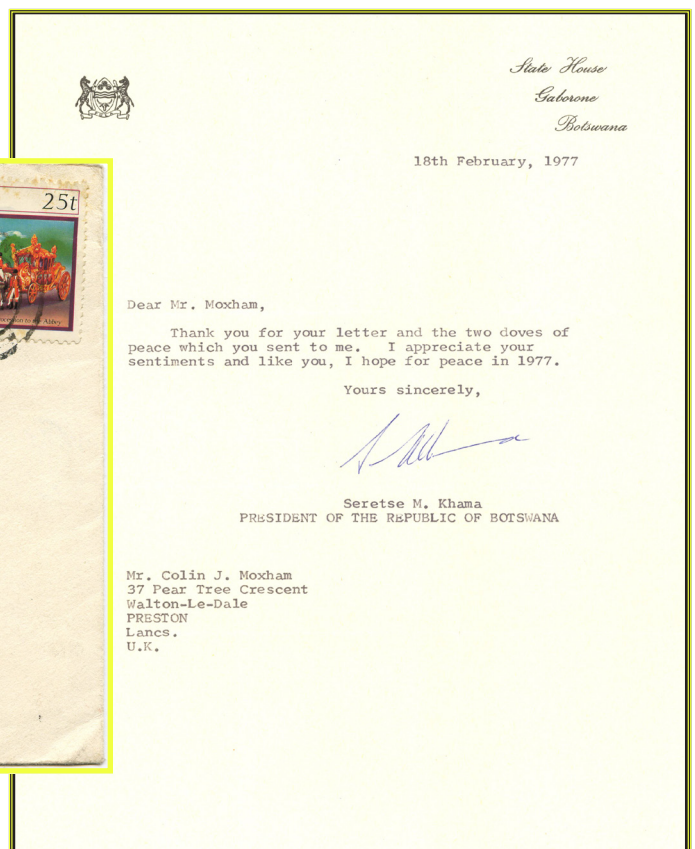 State House
Gaborone
Botswana
18th February, 1977
25t
Dear Mr. Moxham,
Thank you for your letter and the two doves of
peace which you sent to me. I appreciate your
sentiments and like you, I hope for peace in 1977.
Yours sincerely,
Seretse M. Khama
PRESIDENT OF THE REPUBLIC OF BOTSWANA
Mr. Colin J. Moxham
37 Pear Tree Crescent
Walton-Le-Dale
PRESTON
Lancs.
U.K.